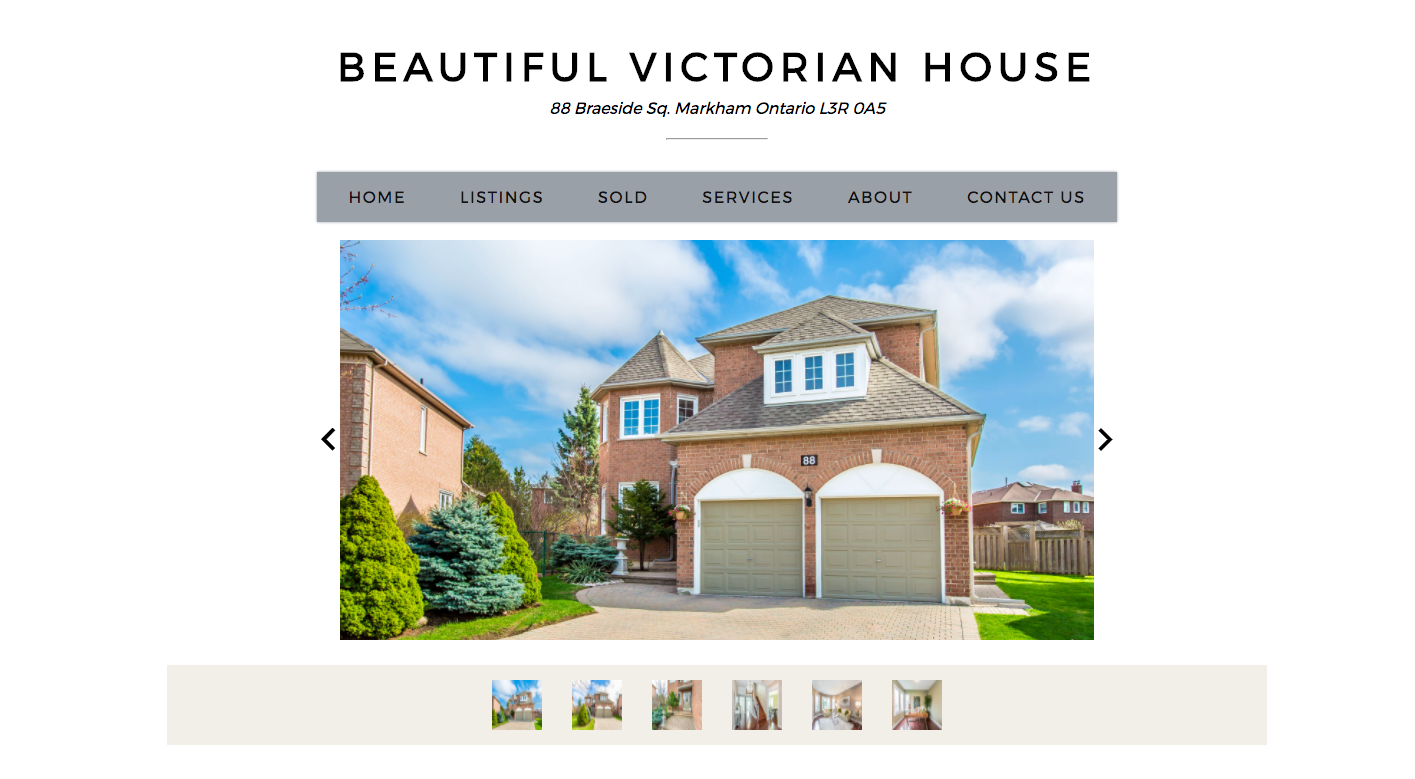 BEAUTIFUL VICTORIAN HOUSE
88 Braeside Sq. Markham Ontario L3R 0A5
HOME LISTINGS SOLD SERVICES ABOUT CONTACT US
88